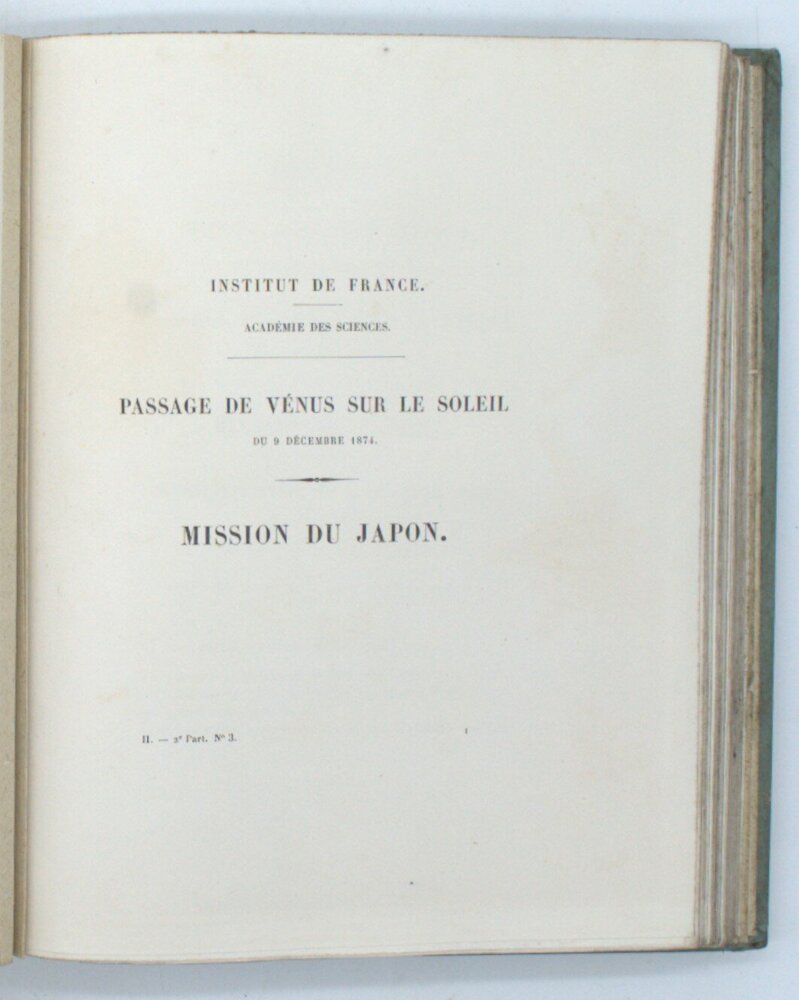 INSTITUT DE FRANCE.
ACADÉMIE DES SCIENCES.
PASSAGE DE VÉNUS SUR LE SOLEIL
DU 9 DÉCEMBRE 1874.
MISSION DU JAPON.
II. — 2e Part. No 3.
1